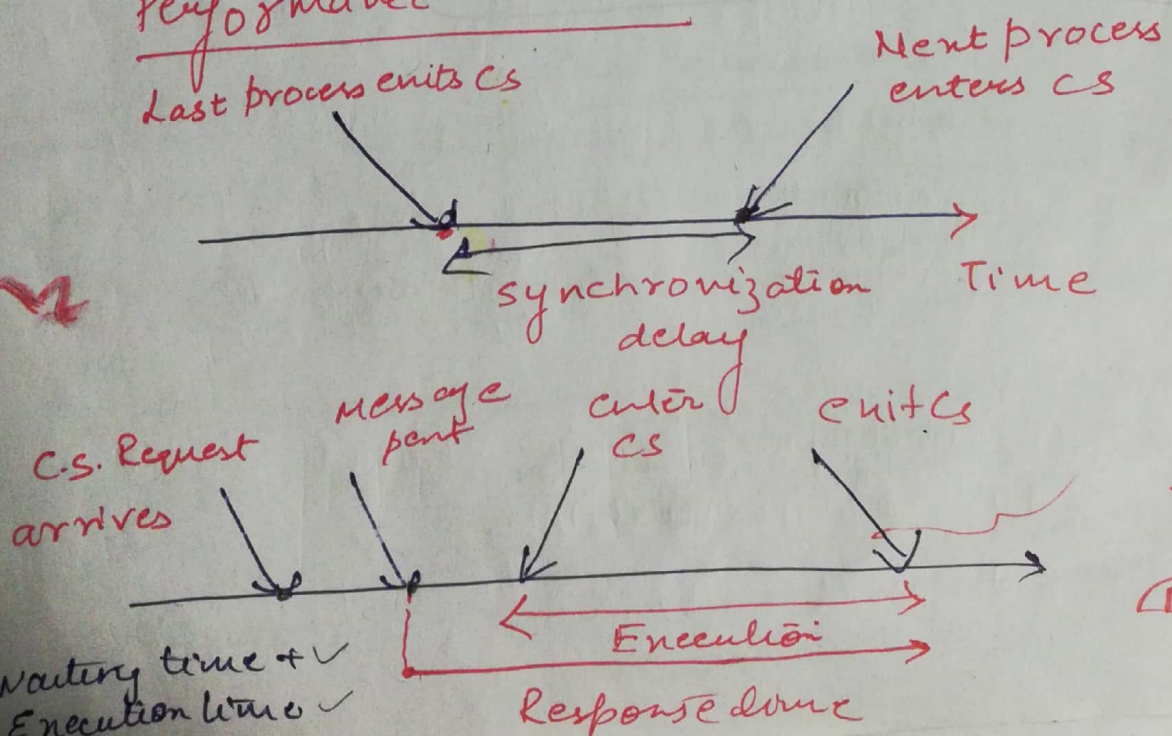 Performance
Last process exits CS
Next process
enters CS
synchronization
delay
Time
C.S. Request
arrives
Message
sent
enter
CS
exit CS
Execution
Response time
Waiting time + ✓
Execution time ✓